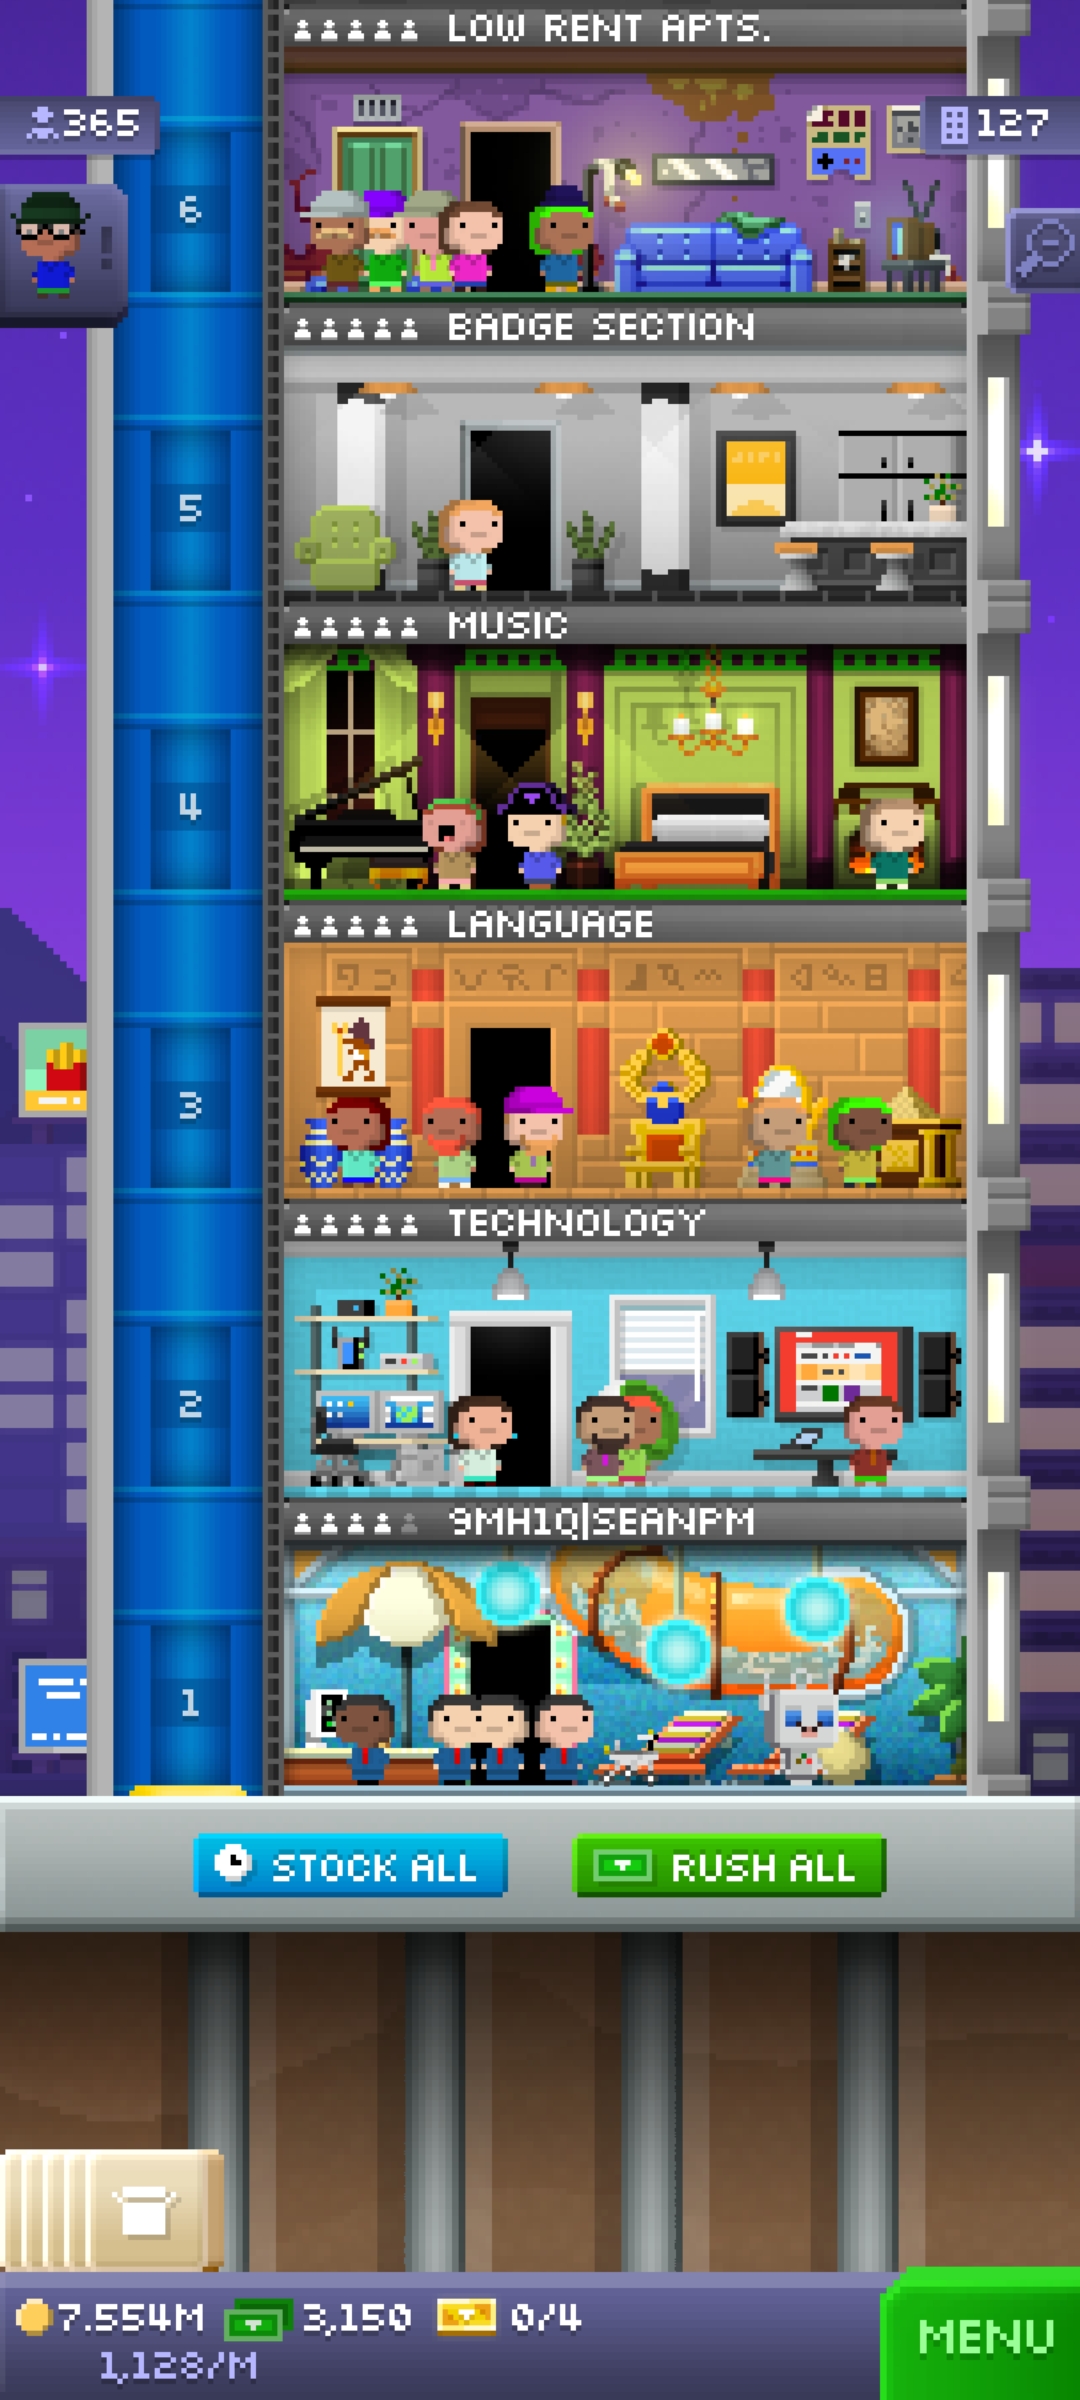 LOW RENT APTS.
365
127
6
BADGE SECTION
5
MUSIC
4
LANGUAGE
3
TECHNOLOGY
2
9MH1Q|SEANPM
1
STOCK ALL
RUSH ALL
7.554M
3,150
0/4
1,128/M
MENU